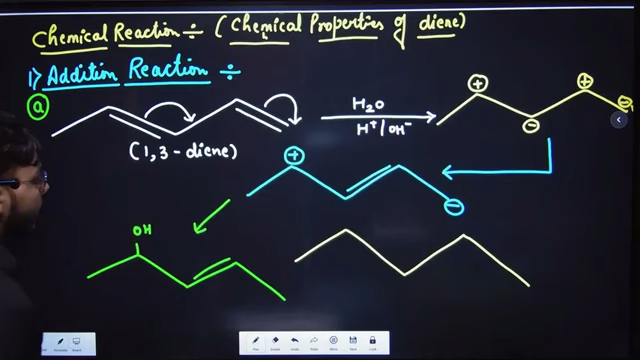 Chemical Reaction ÷ (Chemical Properties of diene)
1) Addition Reaction ÷
a
H₂O
H⁺/OH⁻
(1,3-diene)
+ − + −
+ −
OH